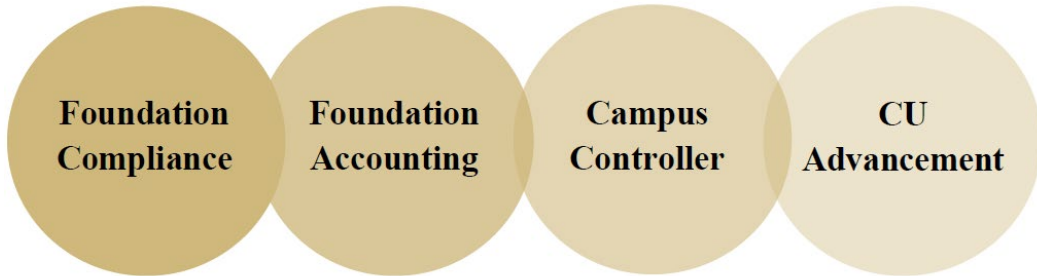 Foundation
Compliance
Foundation
Accounting
Campus
Controller
CU
Advancement